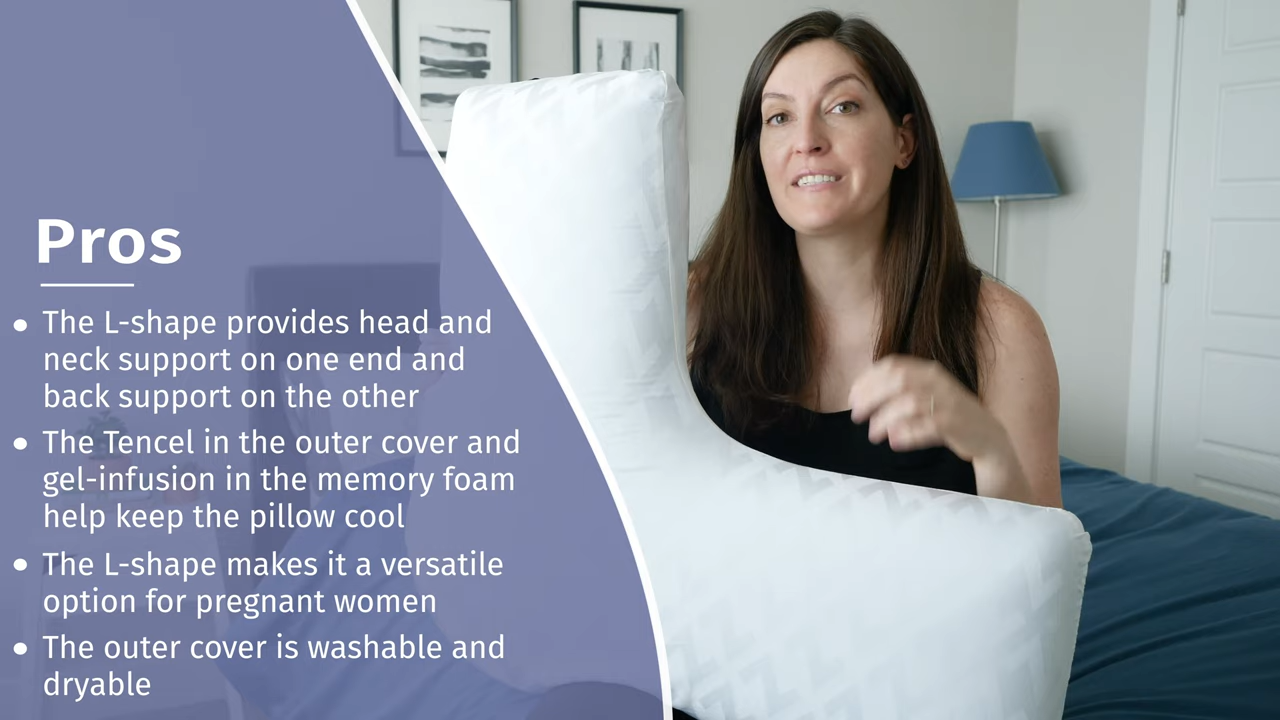 Pros
• The L-shape provides head and
neck support on one end and
back support on the other
• The Tencel in the outer cover and
gel-infusion in the memory foam
help keep the pillow cool
• The L-shape makes it a versatile
option for pregnant women
• The outer cover is washable and
dryable